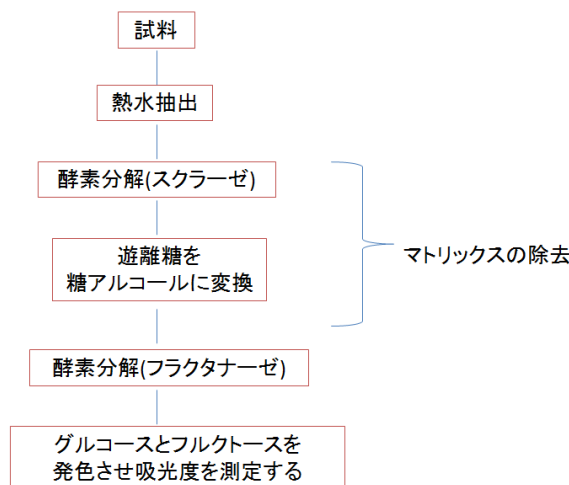 試料
熱水抽出
酵素分解(スクラーゼ)
遊離糖を
糖アルコールに変換
マトリックスの除去
酵素分解(フラクタナーゼ)
グルコースとフルクトースを
発色させ吸光度を測定する